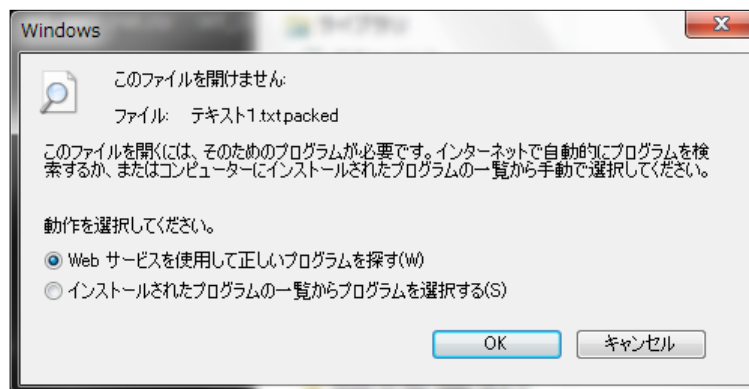 ライブラリ
Windows
このファイルを開けません:
ファイル: テキスト1.txtpacked
このファイルを開くには、そのためのプログラムが必要です。インターネットで自動的にプログラムを検
索するか、またはコンピューターにインストールされたプログラムの一覧から手動で選択してください。
動作を選択してください。
Web サービスを使用して正しいプログラムを探す(W)
インストールされたプログラムの一覧からプログラムを選択する(S)
OK キャンセル